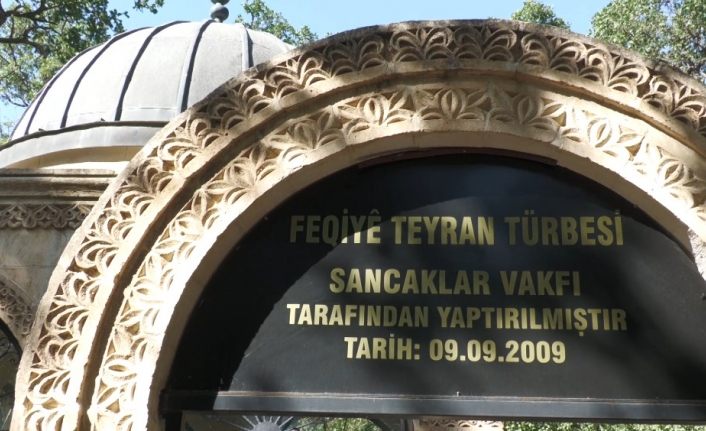 FEQİYÊ TEYRAN TÜRBESİ
SANCAKLAR VAKFI
TARAFINDAN YAPTIRILMIŞTIR
TARİH: 09.09.2009